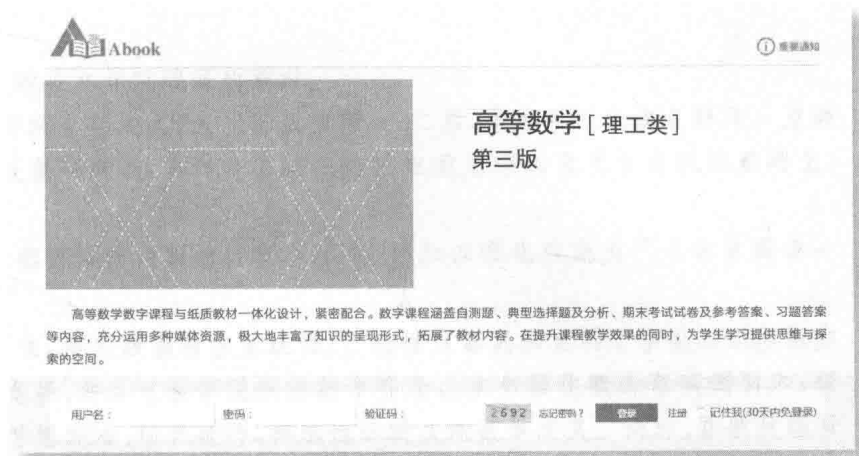 Abook
重要通知
高等数学 [ 理工类 ]
第三版
高等数学数字课程与纸质教材一体化设计，紧密配合。数字课程涵盖自测题、典型选择题及分析、期末考试试卷及参考答案、习题答案
等内容，充分运用多种媒体资源，极大地丰富了知识的呈现形式，拓展了教材内容。在提升课程教学效果的同时，为学生学习提供思维与探
索的空间。
用户名： 密码： 验证码： 2692 忘记密码？ 登录 注册 记住我(30天内免登录)